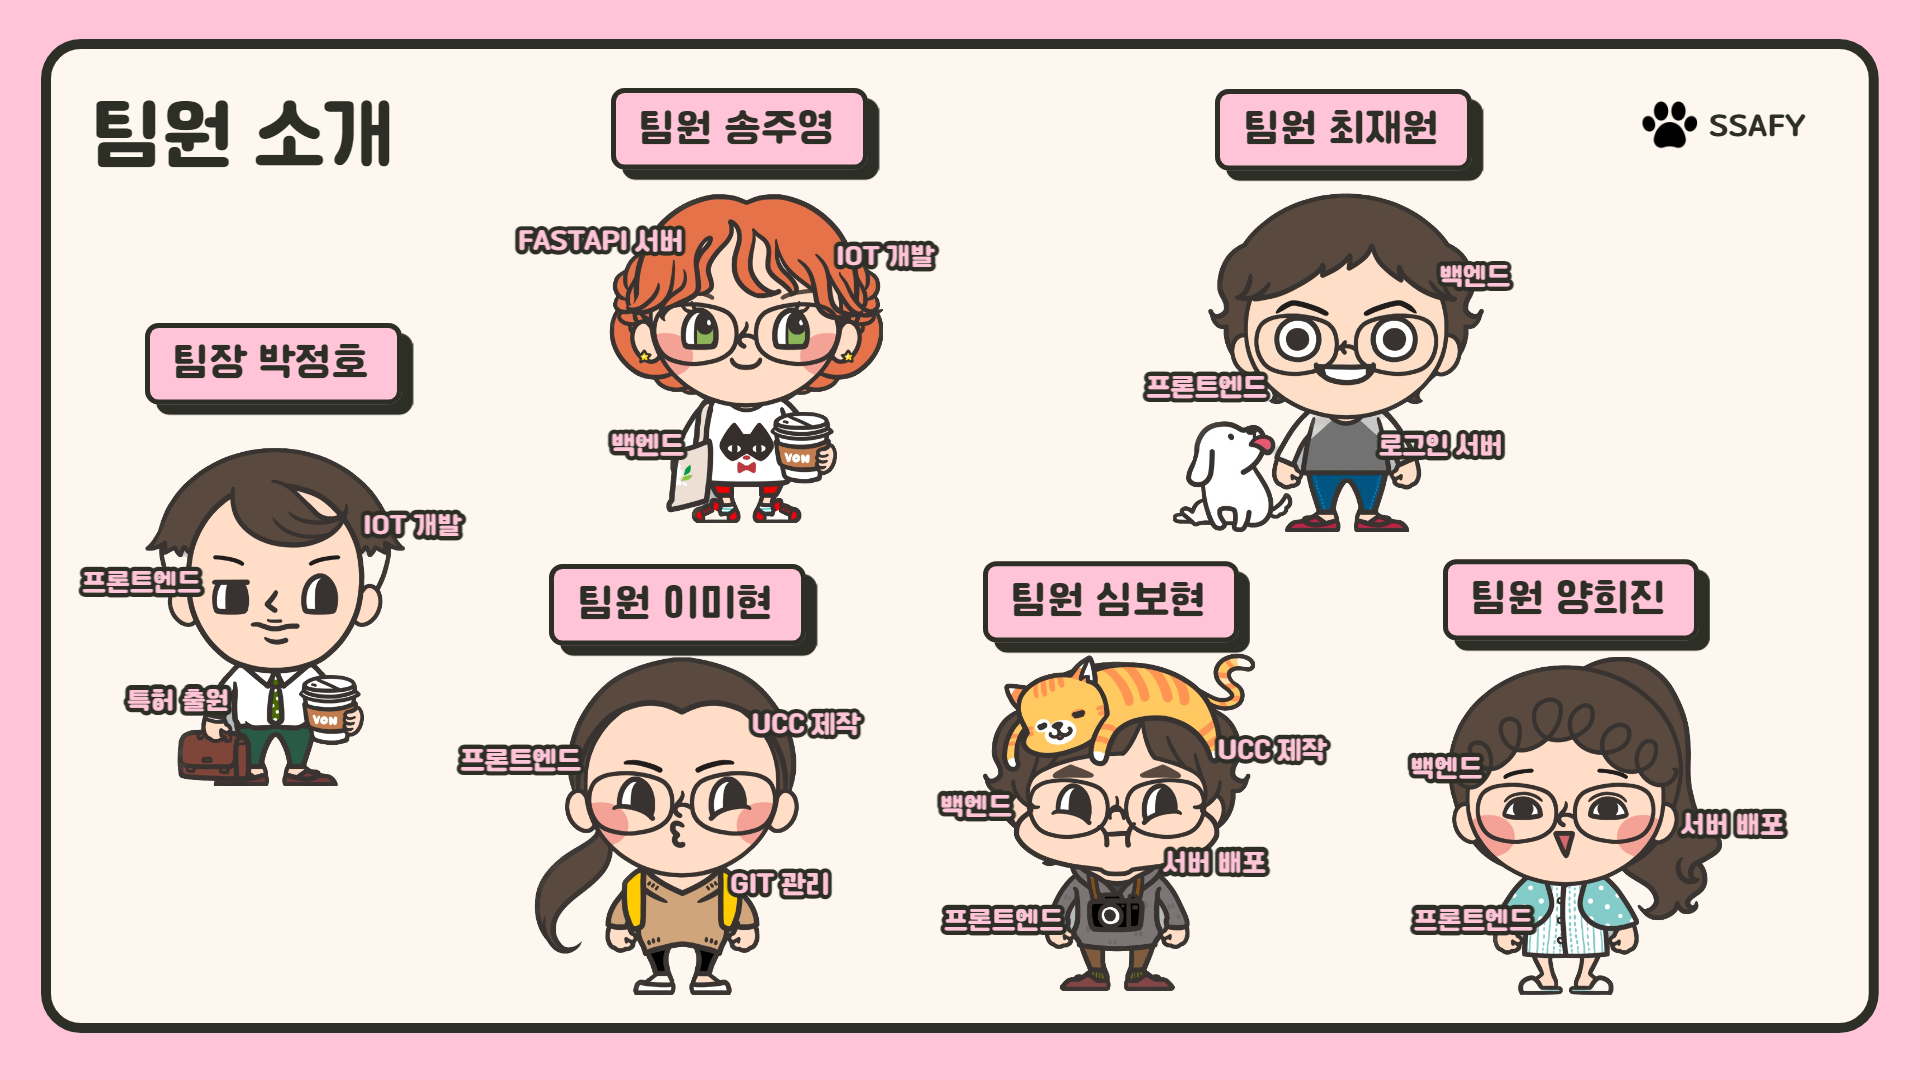 팀원 소개
SSAFY
팀장 박정호
IOT 개발
프론트엔드
특허 출원
VON
팀원 송주영
FASTAPI 서버
IOT 개발
백엔드
VON
팀원 최재원
백엔드
프론트엔드
로그인 서버
팀원 이미현
UCC 제작
프론트엔드
GIT 관리
팀원 심보현
UCC 제작
백엔드
서버 배포
프론트엔드
팀원 양희진
백엔드
서버 배포
프론트엔드